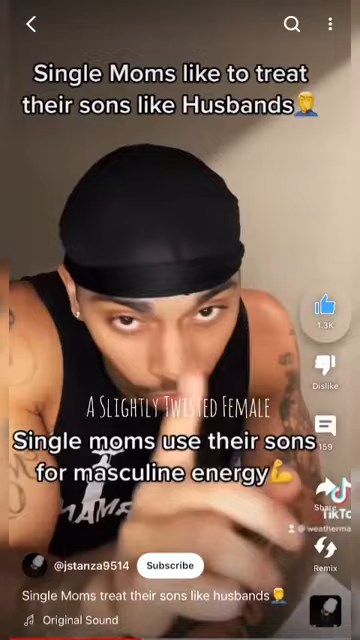 Single Moms like to treat
their sons like Husbands🤦‍♂️
1.3K
Dislike
A Slightly Twisted Female
Single moms use their sons
for masculine energy💪
159
Share
TikTo
@weatherma
Remix
@jstanza9514
Subscribe
Single Moms treat their sons like husbands🤦‍♂️
Original Sound